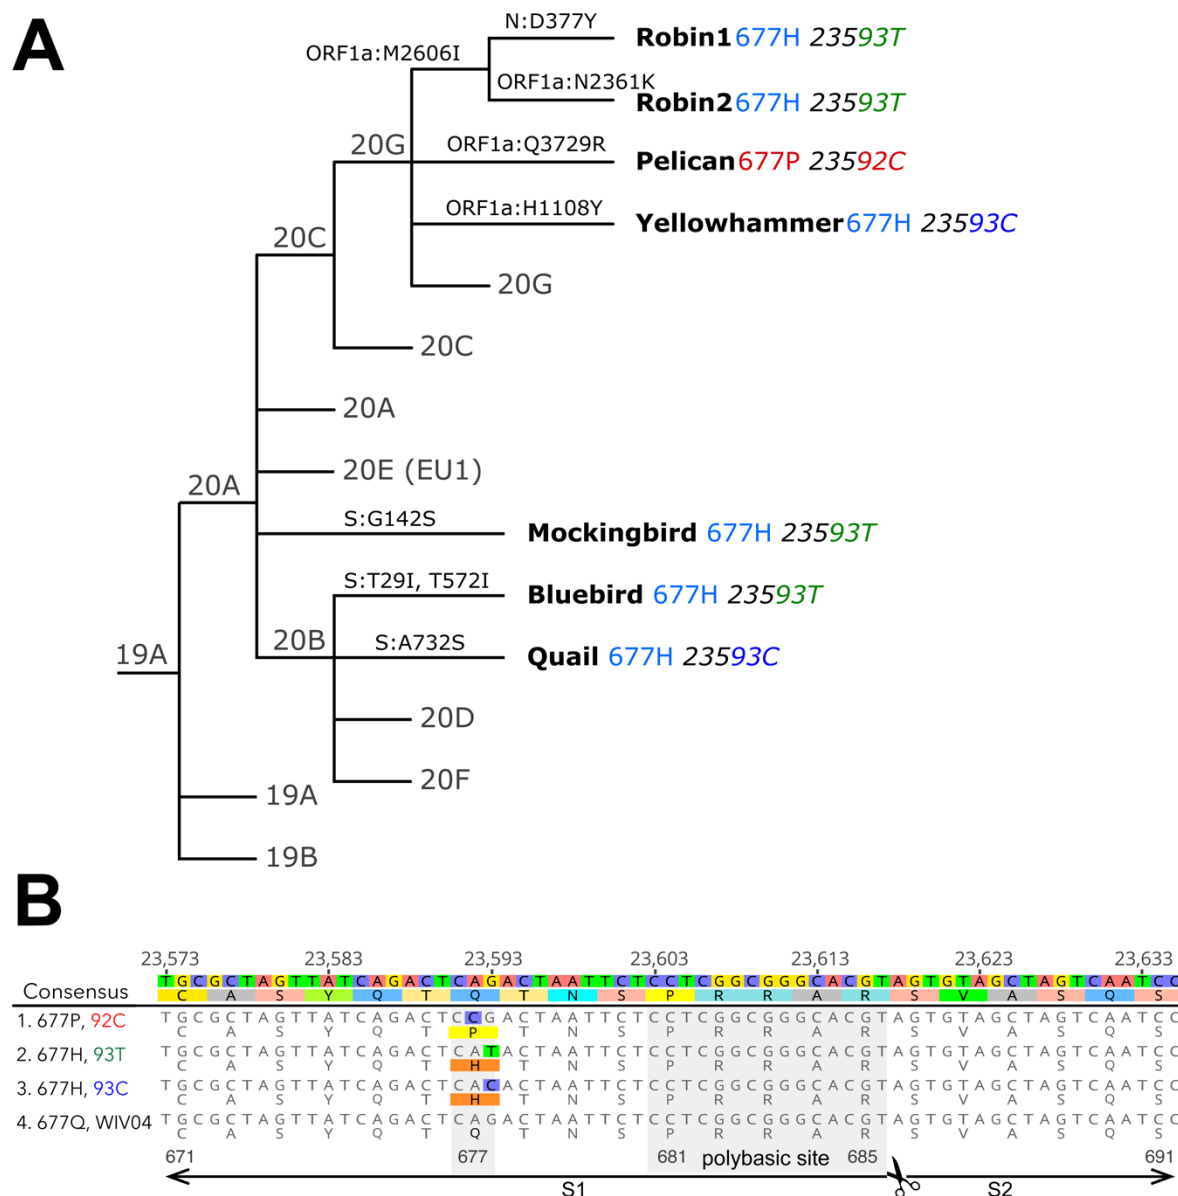 A
N:D377Y
Robin1 677H 23593T
ORF1a:M2606I
ORF1a:N2361K
Robin2 677H 23593T
20G
ORF1a:Q3729R
Pelican 677P 23592C
ORF1a:H1108Y
Yellowhammer 677H 23593C
20C
20G
20C
20A
20E (EU1)
20A
S:G142S
Mockingbird 677H 23593T
S:T29I, T572I
Bluebird 677H 23593T
20B
S:A732S
Quail 677H 23593C
19A
20D
20F
19A
19B
B
23,573 23,583 23,593 23,603 23,613 23,623 23,633
TGCGCTAGTTATCAGACTCAGACTAATTCTCCTCGGCGGGCACGTAGTGTAGCTAGTCAATCC
Consensus C A S Y Q T Q T N S P R R A R S V A S Q S
1. 677P, 92C TGCGCTAGTTATCAGACTCCGACTAATTCTCCTCGGCGGGCACGTAGTGTAGCTAGTCAATCC
C A S Y Q T P T N S P R R A R S V A S Q S
2. 677H, 93T TGCGCTAGTTATCAGACTCATACTAATTCTCCTCGGCGGGCACGTAGTGTAGCTAGTCAATCC
C A S Y Q T H T N S P R R A R S V A S Q S
3. 677H, 93C TGCGCTAGTTATCAGACTCACACTAATTCTCCTCGGCGGGCACGTAGTGTAGCTAGTCAATCC
C A S Y Q T H T N S P R R A R S V A S Q S
4. 677Q, WIV04 TGCGCTAGTTATCAGACTCAGACTAATTCTCCTCGGCGGGCACGTAGTGTAGCTAGTCAATCC
C A S Y Q T Q T N S P R R A R S V A S Q S
671 677 681 polybasic site 685 691
S1 S2